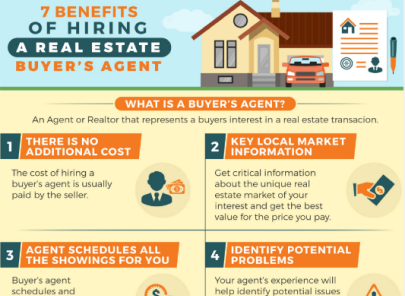 7 BENEFITS
OF HIRING
A REAL ESTATE
BUYER'S AGENT
WHAT IS A BUYER'S AGENT?
An Agent or Realtor that represents a buyers interest in a real estate transacion.
1 THERE IS NO
ADDITIONAL COST
The cost of hiring a
buyer's agent is usually
paid by the seller.
2 KEY LOCAL MARKET
INFORMATION
Get critical information
about the unique real
estate market of your
interest and get the best
value for the price you pay.
3 AGENT SCHEDULES ALL
THE SHOWINGS FOR YOU
Buyer's agent
schedules and
4 IDENTIFY POTENTIAL
PROBLEMS
Your agent's experience will
help identify potential issues